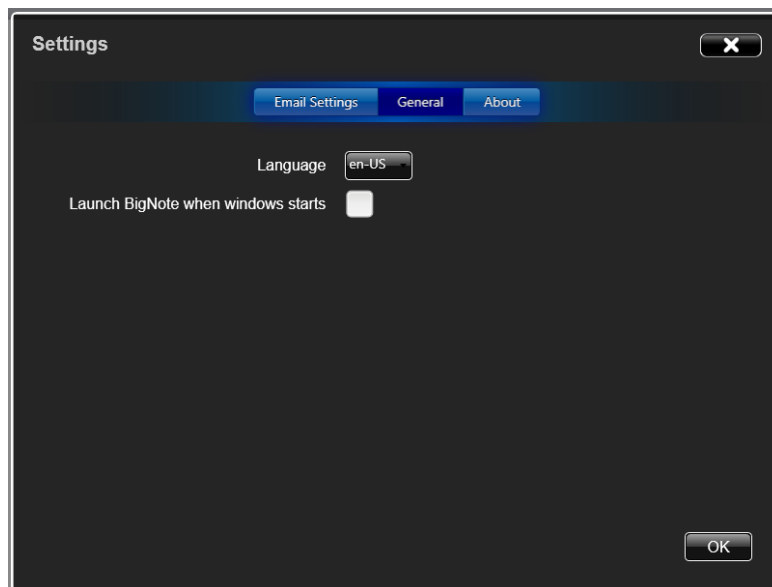 Settings
Email Settings General About
Language en-US
Launch BigNote when windows starts
OK